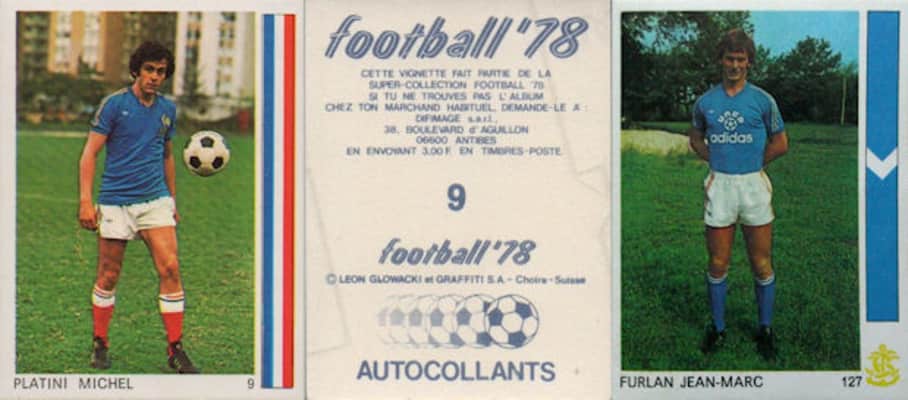 PLATINI MICHEL 9
football '78
CETTE VIGNETTE FAIT PARTIE DE LA
SUPER-COLLECTION FOOTBALL '78
SI TU NE TROUVES PAS L'ALBUM
CHEZ TON MARCHAND HABITUEL, DEMANDE-LE A :
DIFIMAGE s.a.r.l.,
38, BOULEVARD d'AGUILLON
06600 ANTIBES
EN ENVOYANT 3,00 F. EN TIMBRES-POSTE
9
football '78
© LEON GLOWACKI et GRAFFITI S.A. - Choire - Suisse
AUTOCOLLANTS
adidas
FURLAN JEAN-MARC 127